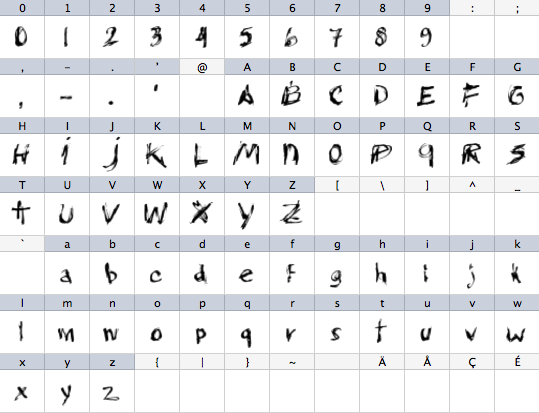 0 1 2 3 4 5 6 7 8 9 : ;
0 1 2 3 4 5 6 7 8 9
, - . ' @ A B C D E F G
, - . ' A B C D E F G
H I J K L M N O P Q R S
H I J K L M n O P q R S
T U V W X Y Z [ \ ] ^ _
T U V W X Y Z
` a b c d e f g h i j k
a b c d e f g h i j k
l m n o p q r s t u v w
l m n o p q r s t u v w
x y z { | } ~ Ä Å Ç É
x y z